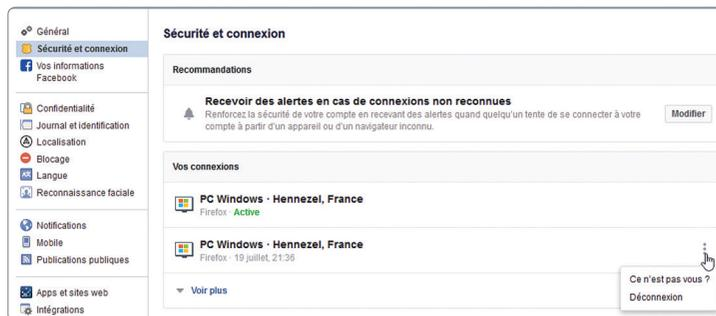 Général
Sécurité et connexion
Vos informations
Facebook
Confidentialité
Journal et identification
Localisation
Blocage
Langue
Reconnaissance faciale
Notifications
Mobile
Publications publiques
Apps et sites web
Intégrations
Sécurité et connexion
Recommandations
Recevoir des alertes en cas de connexions non reconnues
Renforcez la sécurité de votre compte en recevant des alertes quand quelqu'un tente de se connecter à votre
compte à partir d'un appareil ou d'un navigateur inconnu.
Modifier
Vos connexions
PC Windows · Hennezel, France
Firefox · Active
PC Windows · Hennezel, France
Firefox · 19 juillet, 21:36
Ce n'est pas vous ?
Déconnexion
Voir plus